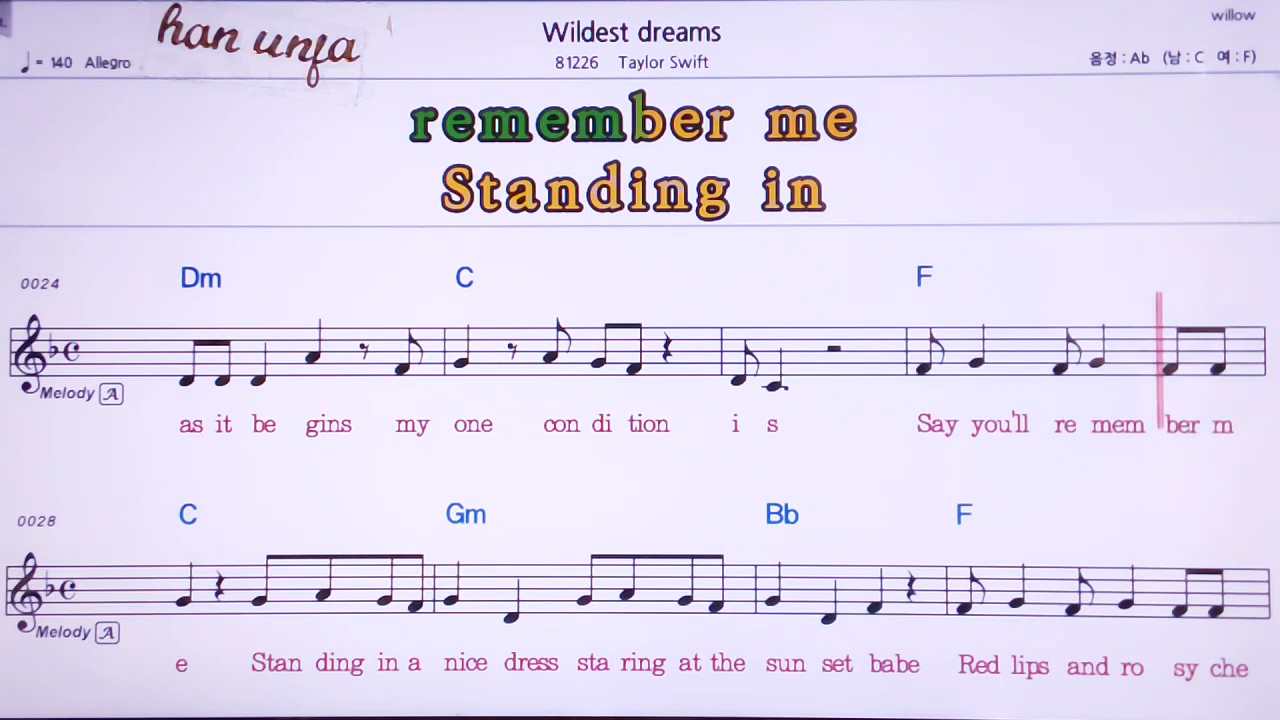 han unfa
Wildest dreams
willow
♩ = 140 Allegro
81226 Taylor Swift
음정 : Ab (남 : C 여 : F)
remember me
Standing in
0024
Dm C F
Melody A
as it be gins my one con di tion i s Say you'll re mem ber m
0028
C Gm Bb F
Melody A
e Stan ding in a nice dress sta ring at the sun set babe Red lips and ro sy che